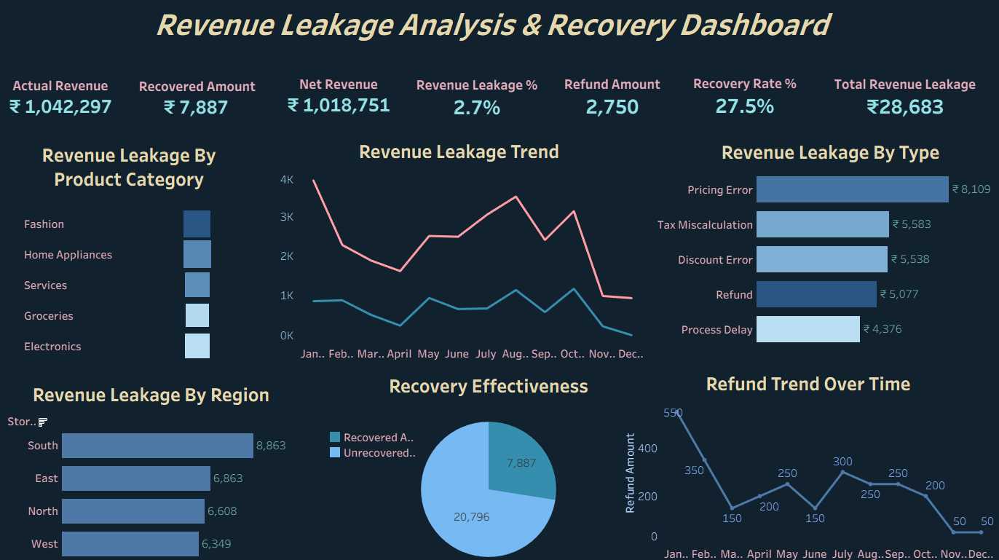 Revenue Leakage Analysis & Recovery Dashboard
Actual Revenue
₹ 1,042,297
Recovered Amount
₹ 7,887
Net Revenue
₹ 1,018,751
Revenue Leakage %
2.7%
Refund Amount
2,750
Recovery Rate %
27.5%
Total Revenue Leakage
₹28,683
Revenue Leakage By
Product Category
Fashion
Home Appliances
Services
Groceries
Electronics
Revenue Leakage Trend
4K
3K
2K
1K
0K
Jan.. Feb.. Mar.. April May June July Aug.. Sep.. Oct.. Nov.. Dec..
Revenue Leakage By Type
Pricing Error ₹ 8,109
Tax Miscalculation ₹ 5,583
Discount Error ₹ 5,538
Refund ₹ 5,077
Process Delay ₹ 4,376
Revenue Leakage By Region
Stor..
South 8,863
East 6,863
North 6,608
West 6,349
Recovery Effectiveness
Recovered A..
Unrecovered..
7,887
20,796
Refund Trend Over Time
Refund Amount
400
200
0
550
350
150
200
250
150
300
250
250
200
50
50
Jan.. Feb.. Ma.. April May June July Aug.. Sep.. Oct.. Nov.. Dec..